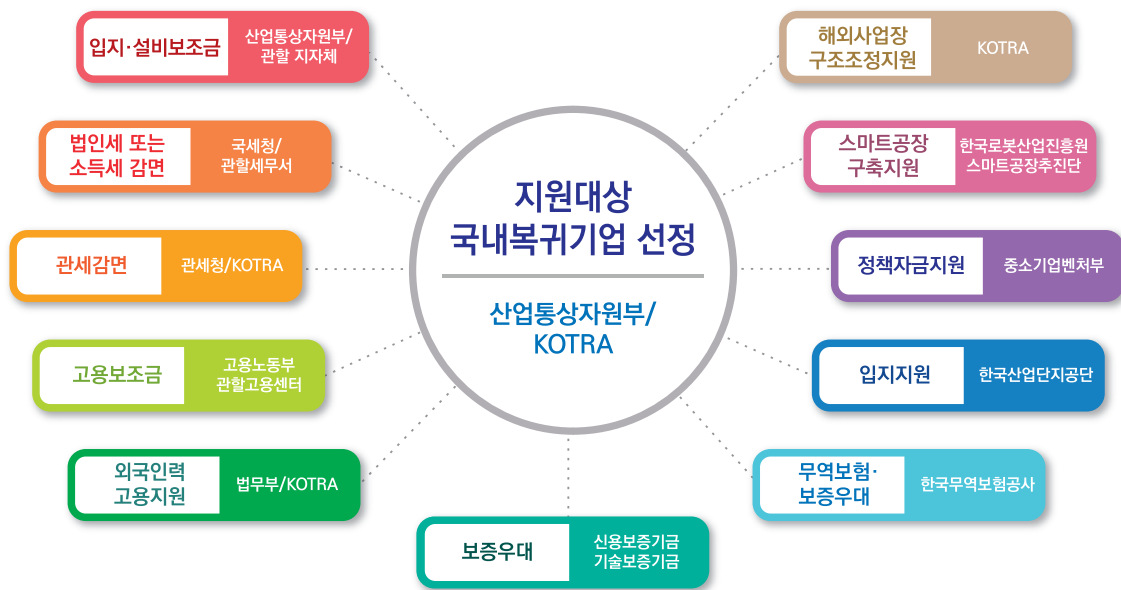 입지·설비보조금
산업통상자원부/
관할 지자체
법인세 또는
소득세 감면
국세청/
관할세무서
관세감면
관세청/KOTRA
고용보조금
고용노동부
관할고용센터
외국인력
고용지원
법무부/KOTRA
지원대상
국내복귀기업 선정
산업통상자원부/
KOTRA
보증우대
신용보증기금
기술보증기금
해외사업장
구조조정지원
KOTRA
스마트공장
구축지원
한국로봇산업진흥원
스마트공장추진단
정책자금지원
중소기업벤처부
입지지원
한국산업단지공단
무역보험·
보증우대
한국무역보험공사